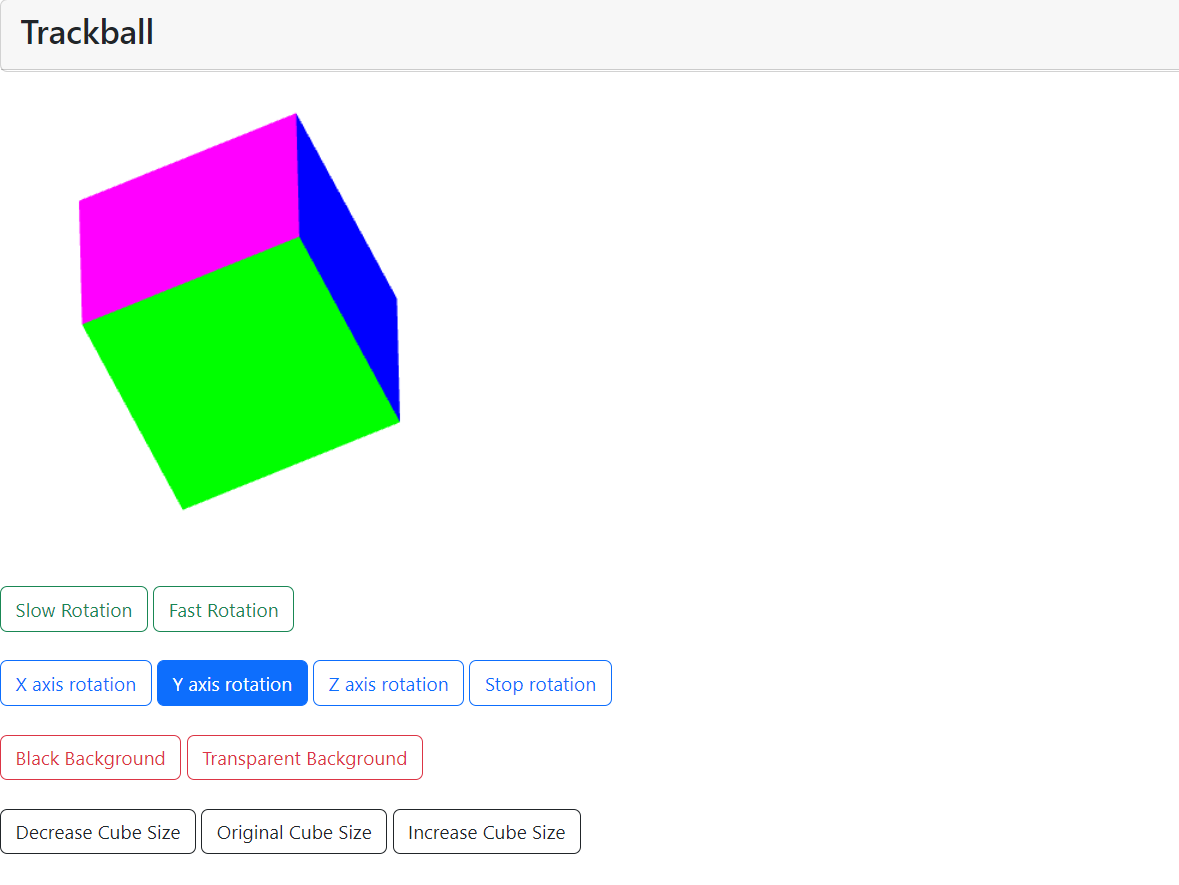 Trackball
Slow Rotation Fast Rotation
X axis rotation Y axis rotation Z axis rotation Stop rotation
Black Background Transparent Background
Decrease Cube Size Original Cube Size Increase Cube Size